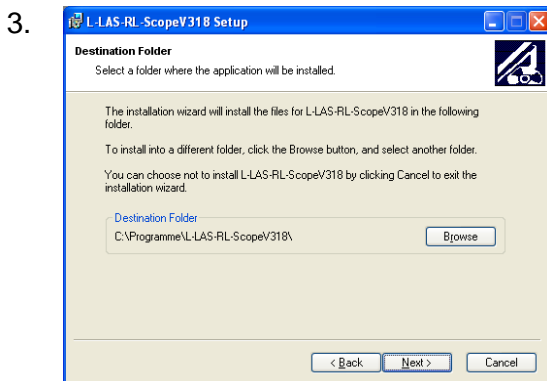 3.
L-LAS-RL-ScopeV318 Setup
Destination Folder
Select a folder where the application will be installed.
The installation wizard will install the files for L-LAS-RL-ScopeV318 in the following
folder.
To install into a different folder, click the Browse button, and select another folder.
You can choose not to install L-LAS-RL-ScopeV318 by clicking Cancel to exit the
installation wizard.
Destination Folder
C:\Programme\L-LAS-RL-ScopeV318\
Browse
< Back
Next >
Cancel